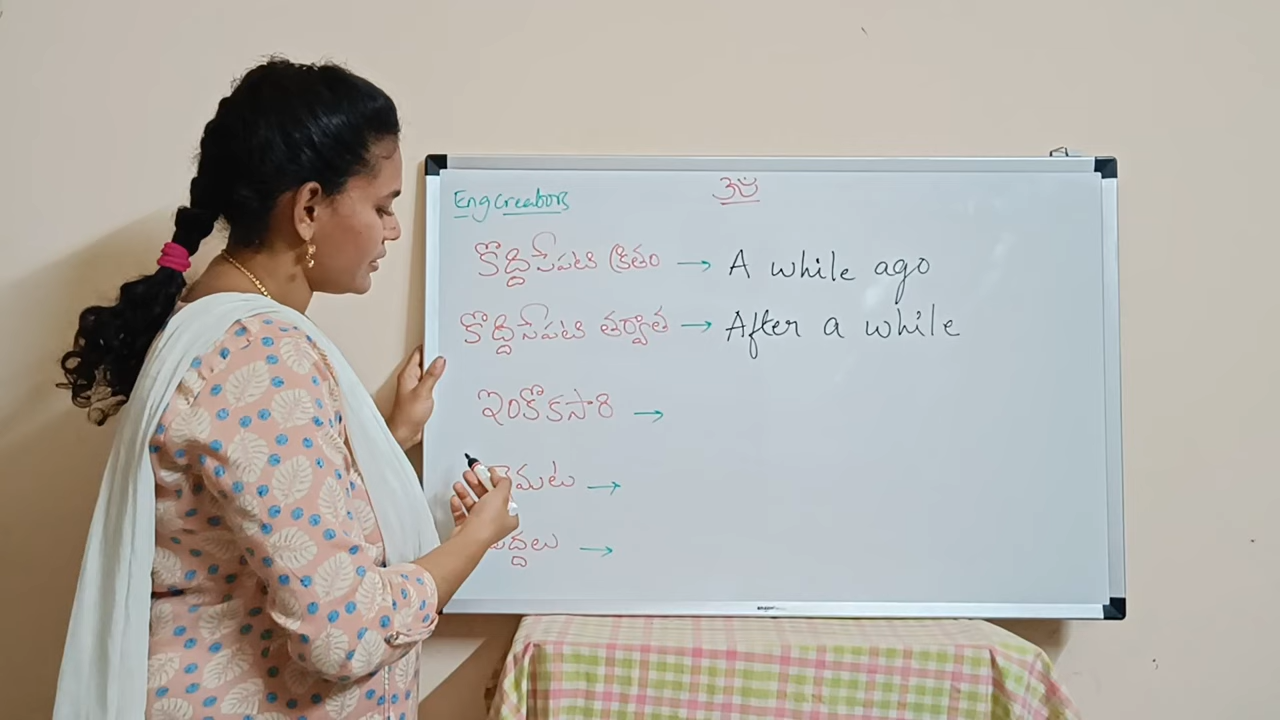 Engcreators
కొద్దిసేపటి క్రితం → A while ago
కొద్దిసేపటి తర్వాత → After a while
ఇంకొకసారి →
→
→